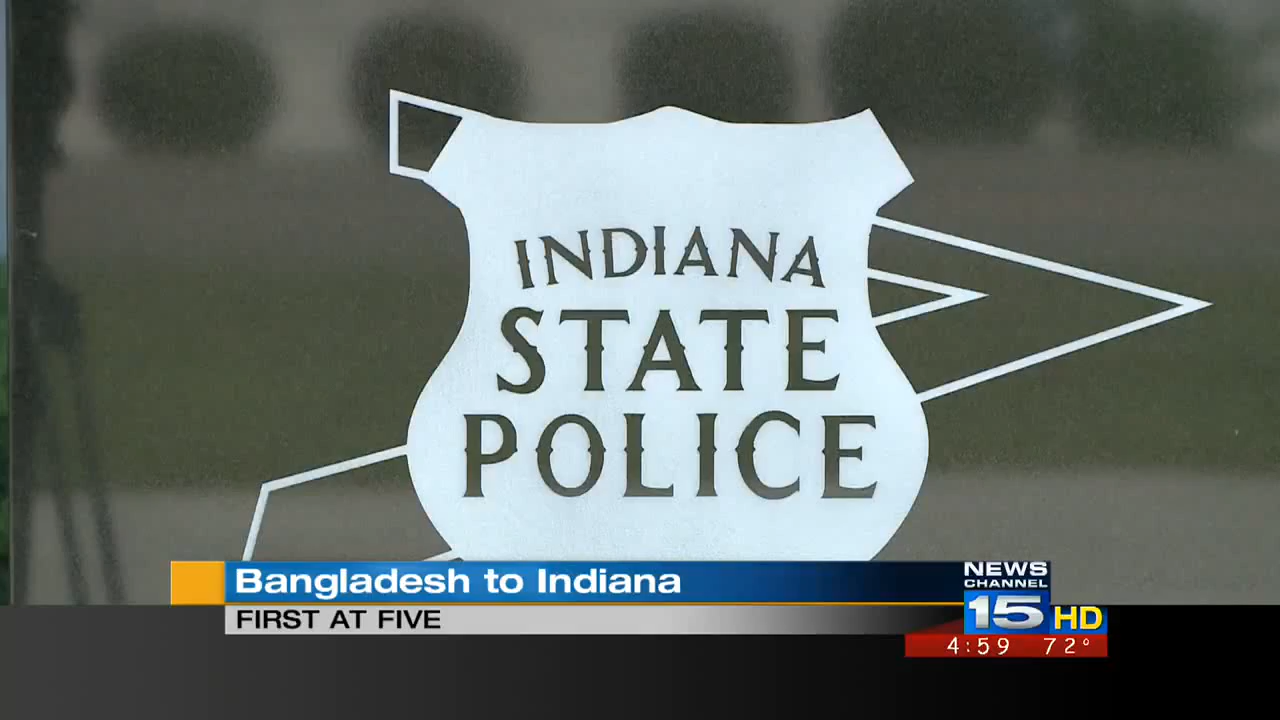 INDIANA
STATE
POLICE
Bangladesh to Indiana
FIRST AT FIVE
NEWS
CHANNEL
15 HD
4:59 72°